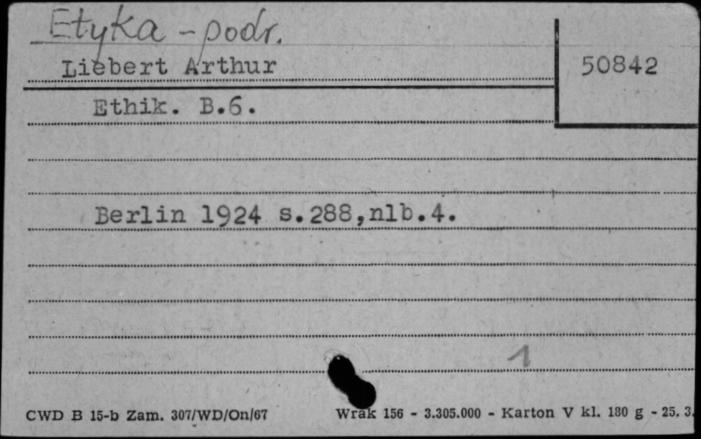 Etyka - podr.
Liebert Arthur
50842
Ethik. B.6.
Berlin 1924 s.288,nlb.4.
1
CWD B 15-b Zam. 307/WD/On/67 Wrak 156 - 3.305.000 - Karton V kl. 180 g - 25. 3.